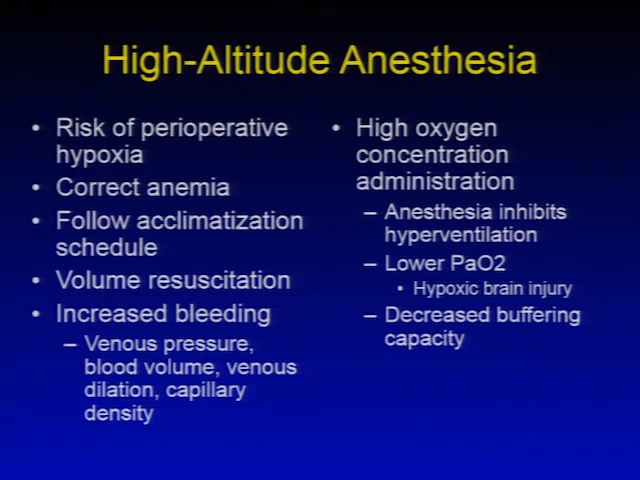 High-Altitude Anesthesia
• Risk of perioperative
hypoxia
• Correct anemia
• Follow acclimatization
schedule
• Volume resuscitation
• Increased bleeding
– Venous pressure,
blood volume, venous
dilation, capillary
density
• High oxygen
concentration
administration
– Anesthesia inhibits
hyperventilation
– Lower PaO2
• Hypoxic brain injury
– Decreased buffering
capacity